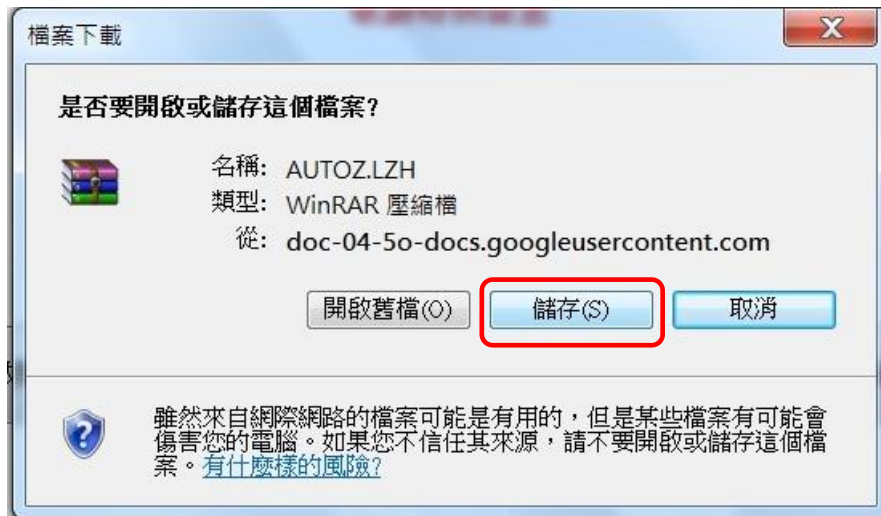 檔案下載
是否要開啟或儲存這個檔案?
名稱: AUTOZ.LZH
類型: WinRAR 壓縮檔
從: doc-04-5o-docs.googleusercontent.com
開啟舊檔(O) 儲存(S) 取消
雖然來自網際網路的檔案可能是有用的，但是某些檔案有可能會
傷害您的電腦。如果您不信任其來源，請不要開啟或儲存這個檔
案。有什麼樣的風險?